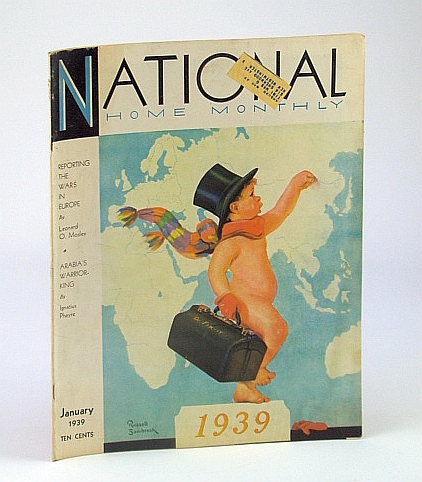 NATIONAL
HOME MONTHLY
REPORTING
THE
WARS
IN
EUROPE
By
Leonard
O. Mosley
ARABIA'S
WARRIOR-
KING
By
Ignatius
Phayre
January
1939
TEN CENTS
Russell
Sambrook
1939